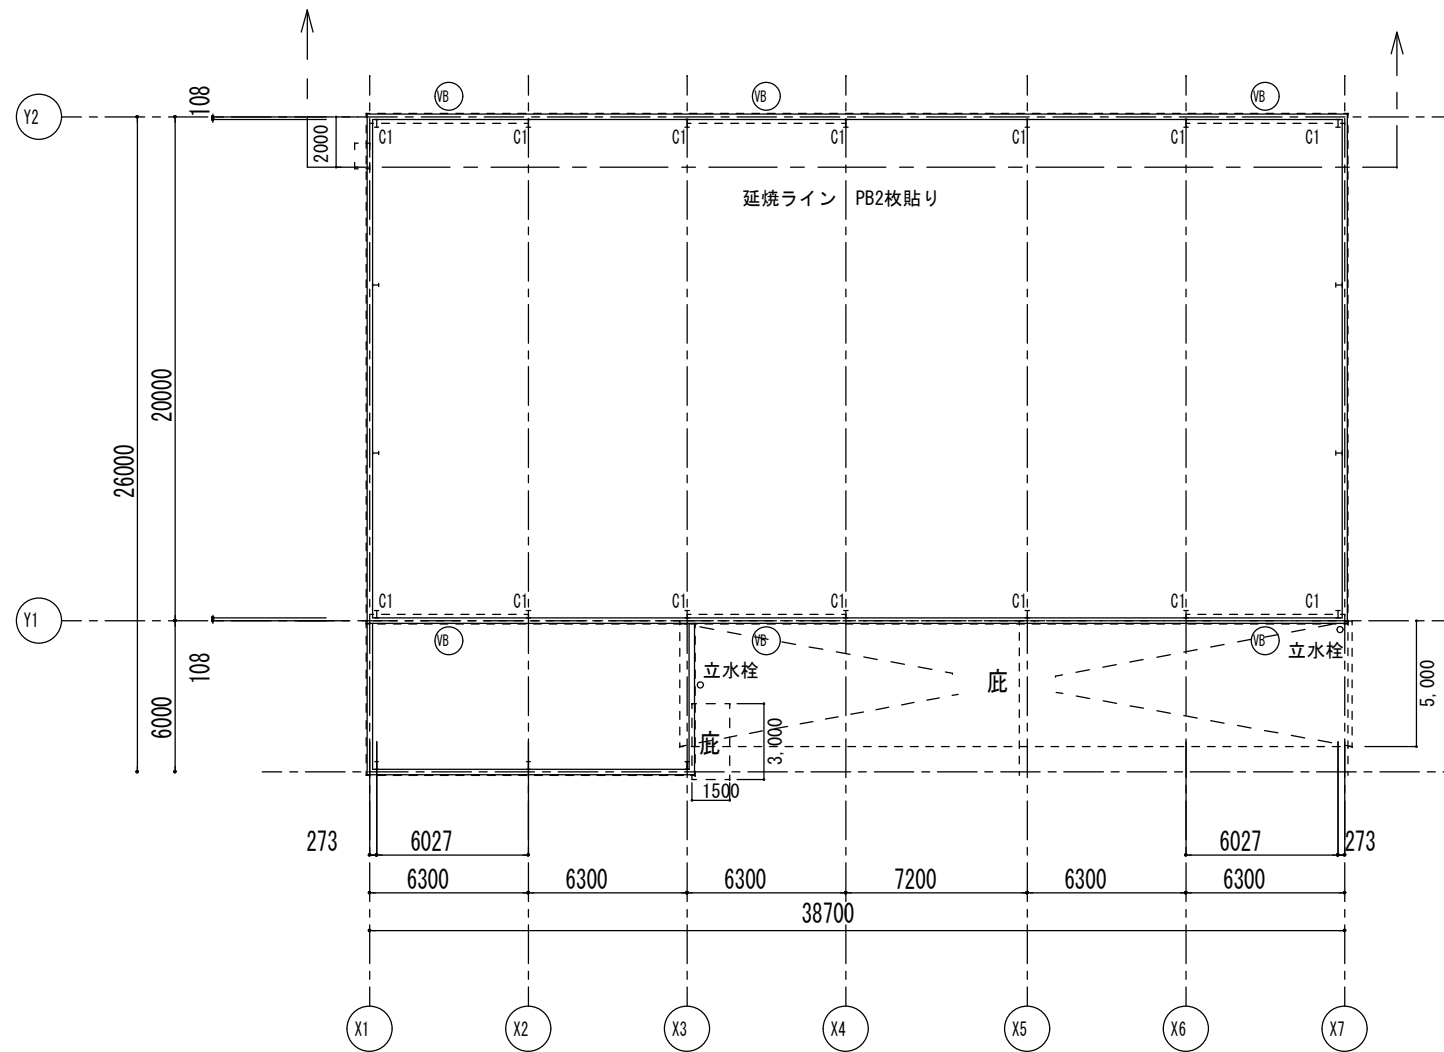 VB VB VB
Y2
108
2000
C1 C1 C1 C1 C1 C1 C1
延焼ライン PB2枚貼り
20000
26000
C1 C1 C1 C1 C1 C1 C1
Y1
VB VB VB
立水栓
立水栓
庇
108
6000
5,000
庇
3,000
1500
273 6027 6027 273
6300 6300 6300 7200 6300 6300
38700
X1 X2 X3 X4 X5 X6 X7